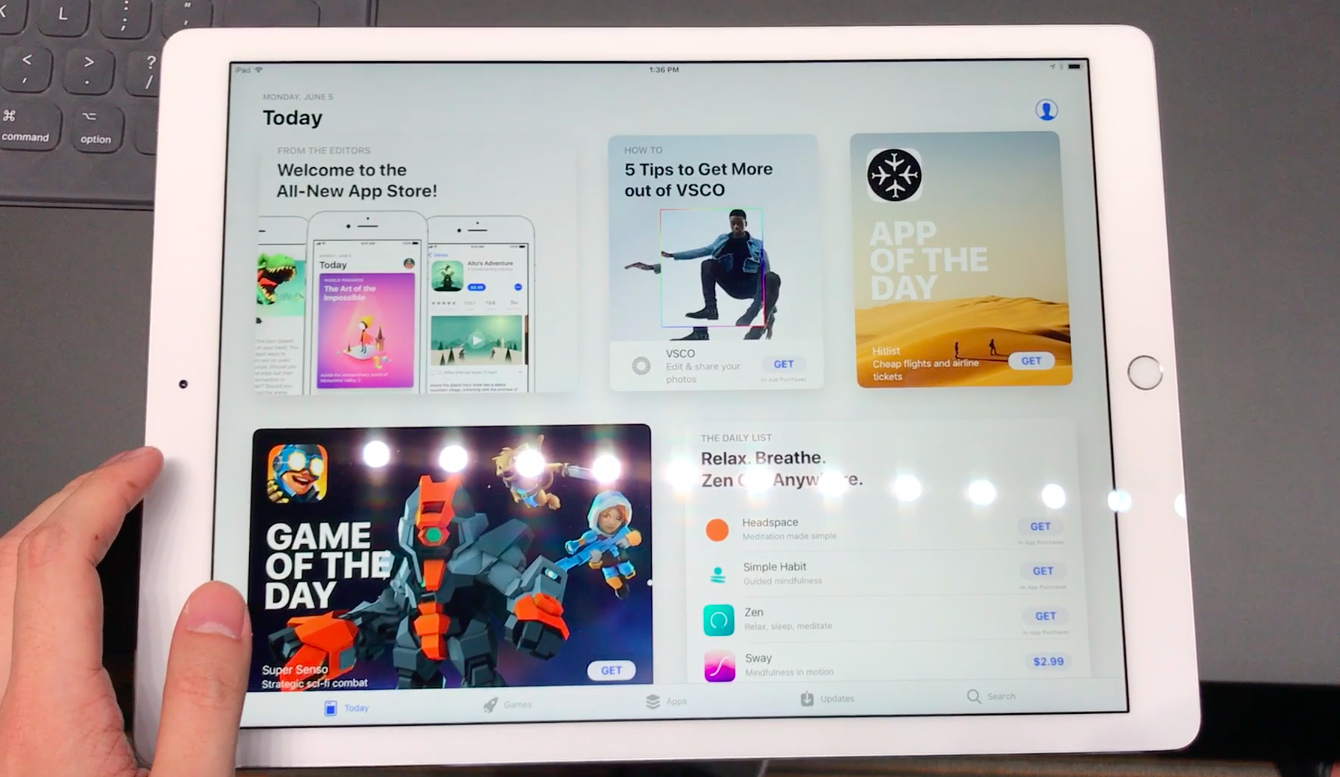 K
L
:
;
"
<
,
>
.
?
/
⌘
command
⌥
option
iPad
1:36 PM
MONDAY, JUNE 5
Today
FROM THE EDITORS
Welcome to the
All-New App Store!
Today
WORLD PREMIERE
The Art of the
Impossible
Alto's Adventure
HOW TO
5 Tips to Get More
out of VSCO
VSCO
Edit & share your
photos
GET
In-App Purchases
APP
OF THE
DAY
Hitlist
Cheap flights and airline
tickets
GET
GAME
OF THE
DAY
Super Senso
Strategic sci-fi combat
GET
THE DAILY LIST
Relax. Breathe.
Zen
Headspace
Meditation made simple
GET
In-App Purchases
Simple Habit
Guided mindfulness
GET
In-App Purchases
Zen
Relax, sleep, meditate
GET
In-App Purchases
Sway
Mindfulness in motion
$2.99
Today
Games
Apps
Updates
Search